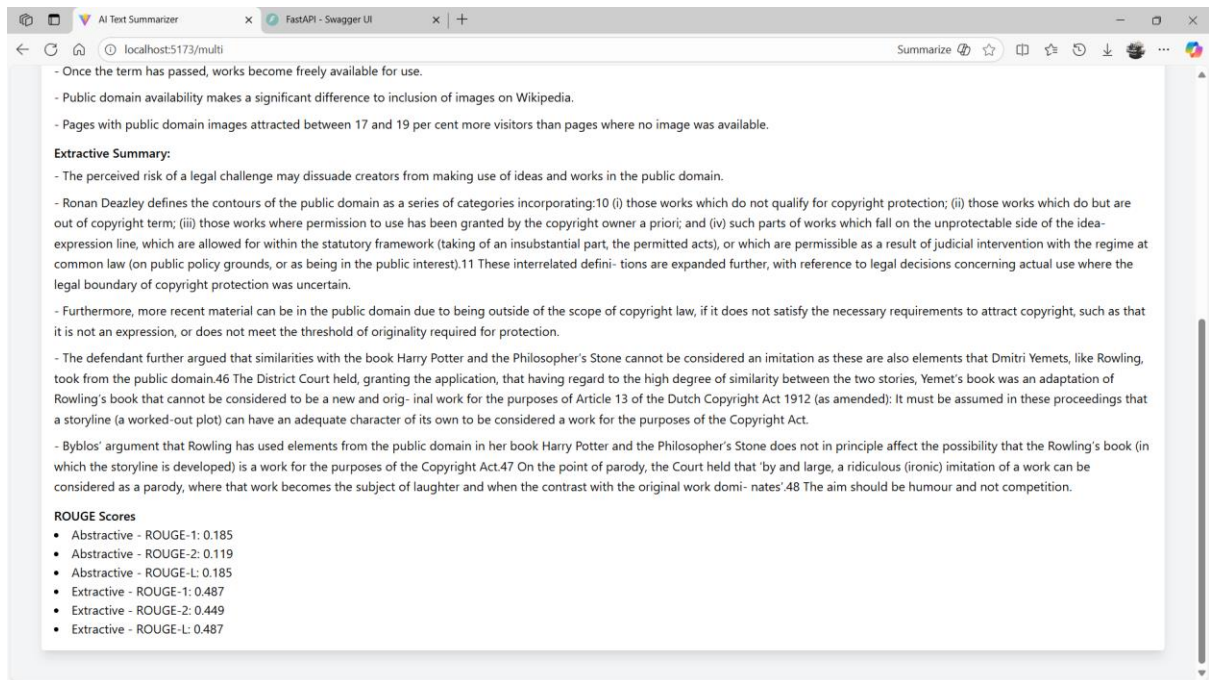 AI Text Summarizer
FastAPI - Swagger UI
localhost:5173/multi
Summarize
- Once the term has passed, works become freely available for use.
- Public domain availability makes a significant difference to inclusion of images on Wikipedia.
- Pages with public domain images attracted between 17 and 19 per cent more visitors than pages where no image was available.
Extractive Summary:
- The perceived risk of a legal challenge may dissuade creators from making use of ideas and works in the public domain.
- Ronan Deazley defines the contours of the public domain as a series of categories incorporating:10 (i) those works which do not qualify for copyright protection; (ii) those works which do but are
out of copyright term; (iii) those works where permission to use has been granted by the copyright owner a priori; and (iv) such parts of works which fall on the unprotectable side of the idea-
expression line, which are allowed for within the statutory framework (taking of an insubstantial part, the permitted acts), or which are permissible as a result of judicial intervention with the regime at
common law (on public policy grounds, or as being in the public interest).11 These interrelated defini- tions are expanded further, with reference to legal decisions concerning actual use where the
legal boundary of copyright protection was uncertain.
- Furthermore, more recent material can be in the public domain due to being outside of the scope of copyright law, if it does not satisfy the necessary requirements to attract copyright, such as that
it is not an expression, or does not meet the threshold of originality required for protection.
- The defendant further argued that similarities with the book Harry Potter and the Philosopher's Stone cannot be considered an imitation as these are also elements that Dmitri Yemets, like Rowling,
took from the public domain.46 The District Court held, granting the application, that having regard to the high degree of similarity between the two stories, Yemet's book was an adaptation of
Rowling's book that cannot be considered to be a new and orig- inal work for the purposes of Article 13 of the Dutch Copyright Act 1912 (as amended): It must be assumed in these proceedings that
a storyline (a worked-out plot) can have an adequate character of its own to be considered a work for the purposes of the Copyright Act.
- Byblos' argument that Rowling has used elements from the public domain in her book Harry Potter and the Philosopher's Stone does not in principle affect the possibility that the Rowling's book (in
which the storyline is developed) is a work for the purposes of the Copyright Act.47 On the point of parody, the Court held that 'by and large, a ridiculous (ironic) imitation of a work can be
considered as a parody, where that work becomes the subject of laughter and when the contrast with the original work domi- nates'.48 The aim should be humour and not competition.
ROUGE Scores
• Abstractive - ROUGE-1: 0.185
• Abstractive - ROUGE-2: 0.119
• Abstractive - ROUGE-L: 0.185
• Extractive - ROUGE-1: 0.487
• Extractive - ROUGE-2: 0.449
• Extractive - ROUGE-L: 0.487